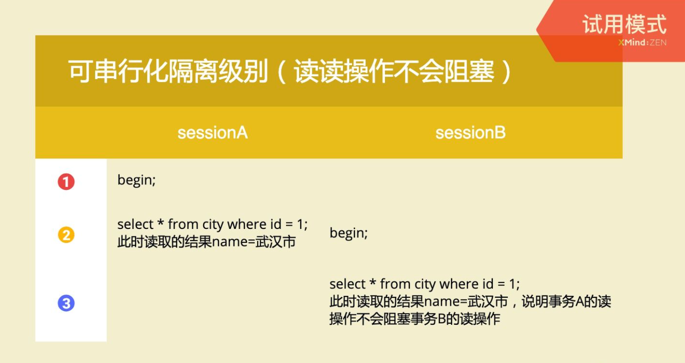 试用模式
XMind:ZEN
可串行化隔离级别（读读操作不会阻塞）
sessionA
sessionB
1
begin;
2
select * from city where id = 1;
此时读取的结果name=武汉市
begin;
3
select * from city where id = 1;
此时读取的结果name=武汉市，说明事务A的读
操作不会阻塞事务B的读操作